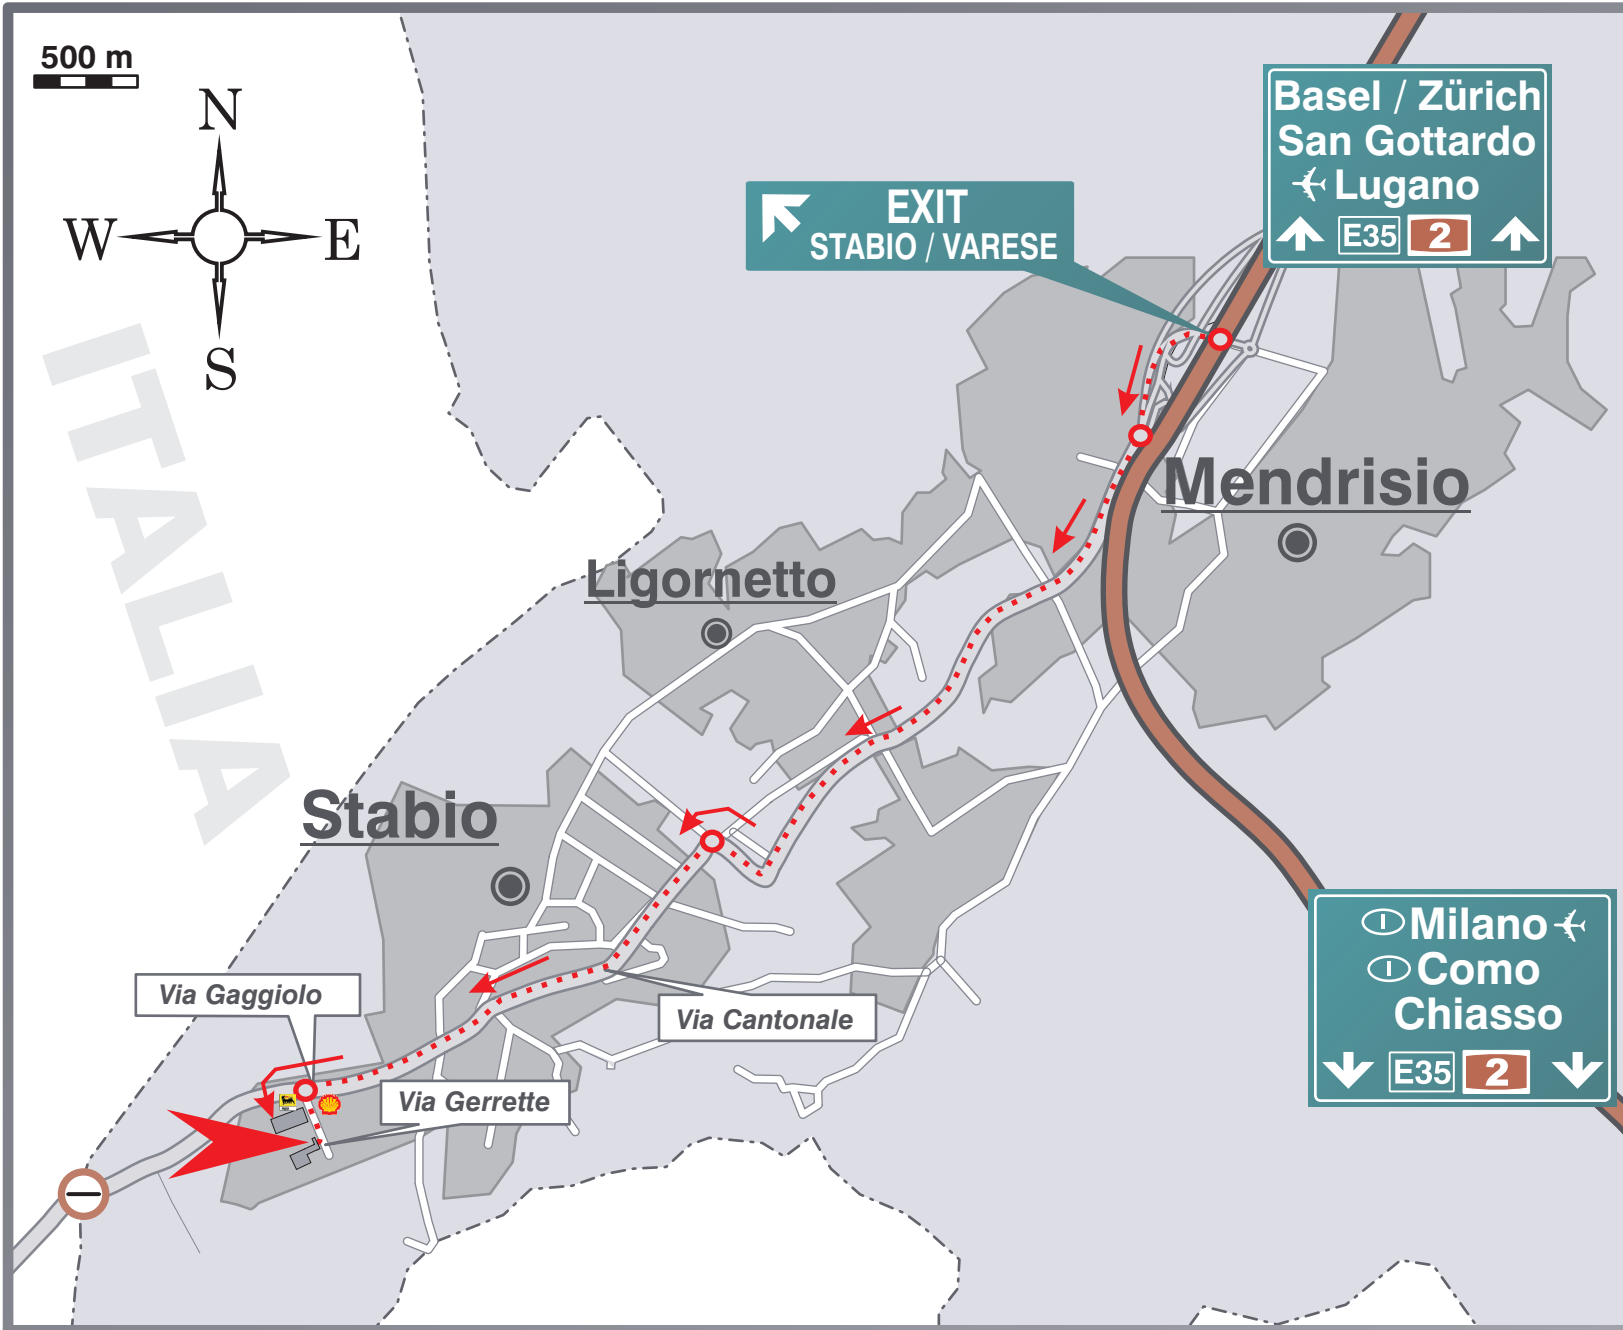 500 m
N
W
E
S
ITALIA
Basel / Zürich
San Gottardo
Lugano
E35
2
EXIT
STABIO / VARESE
Mendrisio
Ligornetto
Stabio
I Milano
I Como
Chiasso
E35
2
Via Gaggiolo
Via Cantonale
Via Gerrette